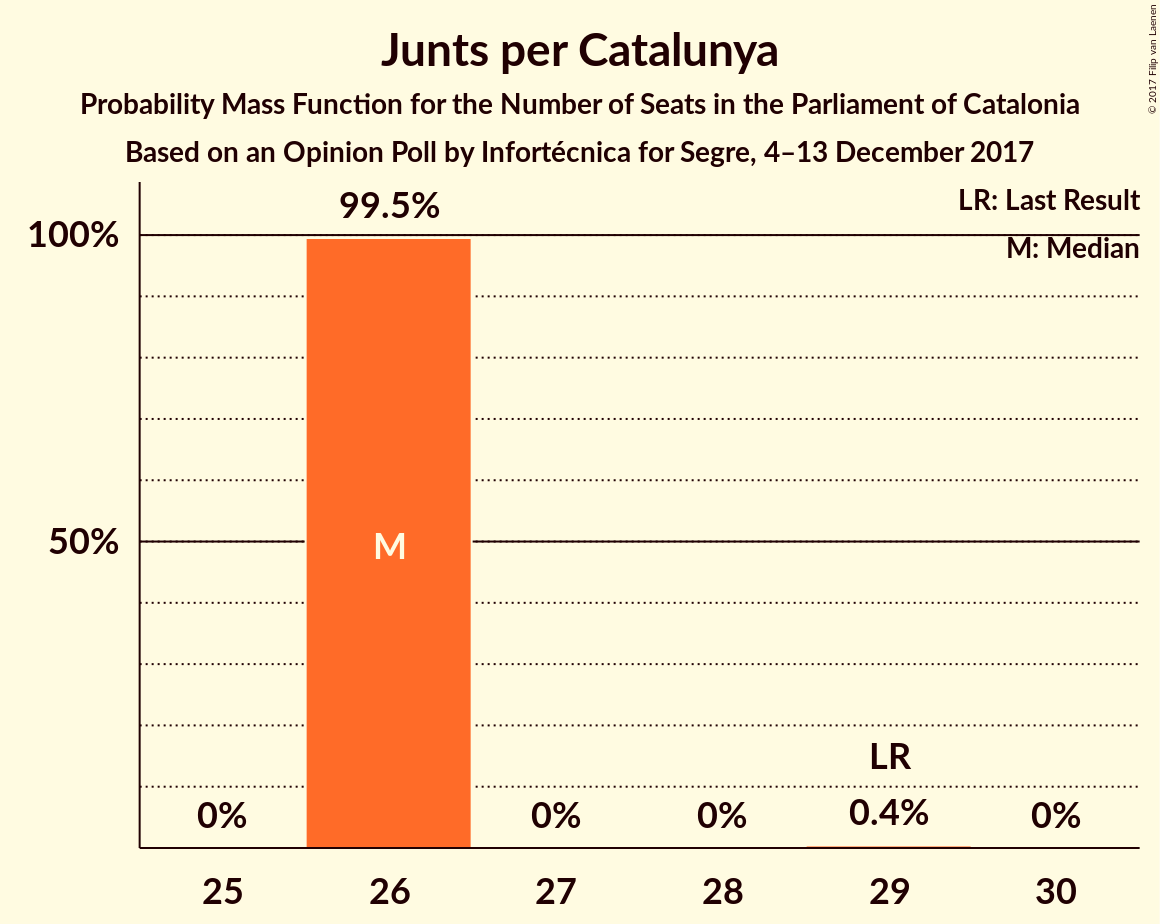 Junts per Catalunya
Probability Mass Function for the Number of Seats in the Parliament of Catalonia
Based on an Opinion Poll by Infortécnica for Segre, 4–13 December 2017
© 2017 Filip van Laenen
LR: Last Result
M: Median
100%
50%
99.5%
M
LR
0%
0%
0%
0.4%
0%
25
26
27
28
29
30